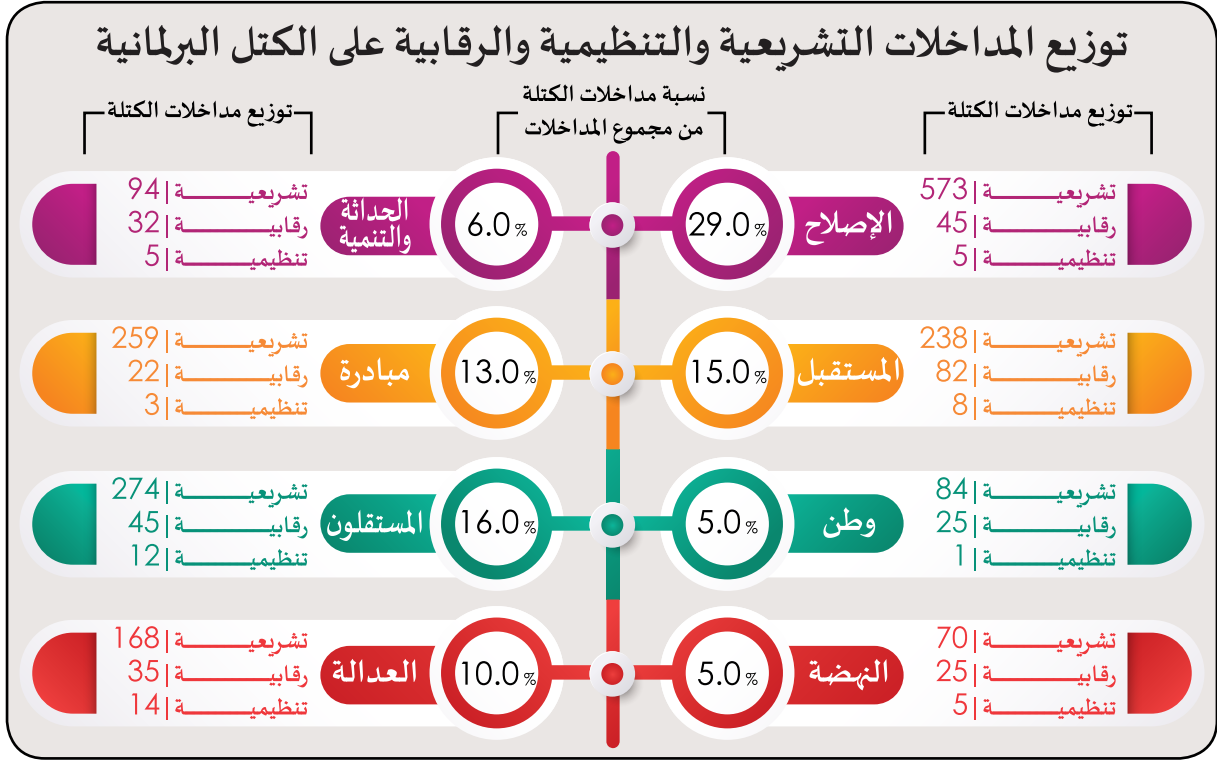 توزيع المداخلات التشريعية والتنظيمية والرقابية على الكتل البرلمانية
توزيع مداخلات الكتلة
نسبة مداخلات الكتلة
من مجموع المداخلات
توزيع مداخلات الكتلة
تشريعية | 573
رقابية | 45
تنظيمية | 5
الإصلاح
29.0 %
6.0 %
الحداثة
والتنمية
تشريعية | 94
رقابية | 32
تنظيمية | 5
تشريعية | 238
رقابية | 82
تنظيمية | 8
المستقبل
15.0 %
13.0 %
مبادرة
تشريعية | 259
رقابية | 22
تنظيمية | 3
تشريعية | 84
رقابية | 25
تنظيمية | 1
وطن
5.0 %
16.0 %
المستقلون
تشريعية | 274
رقابية | 45
تنظيمية | 12
تشريعية | 70
رقابية | 25
تنظيمية | 5
النهضة
5.0 %
10.0 %
العدالة
تشريعية | 168
رقابية | 35
تنظيمية | 14